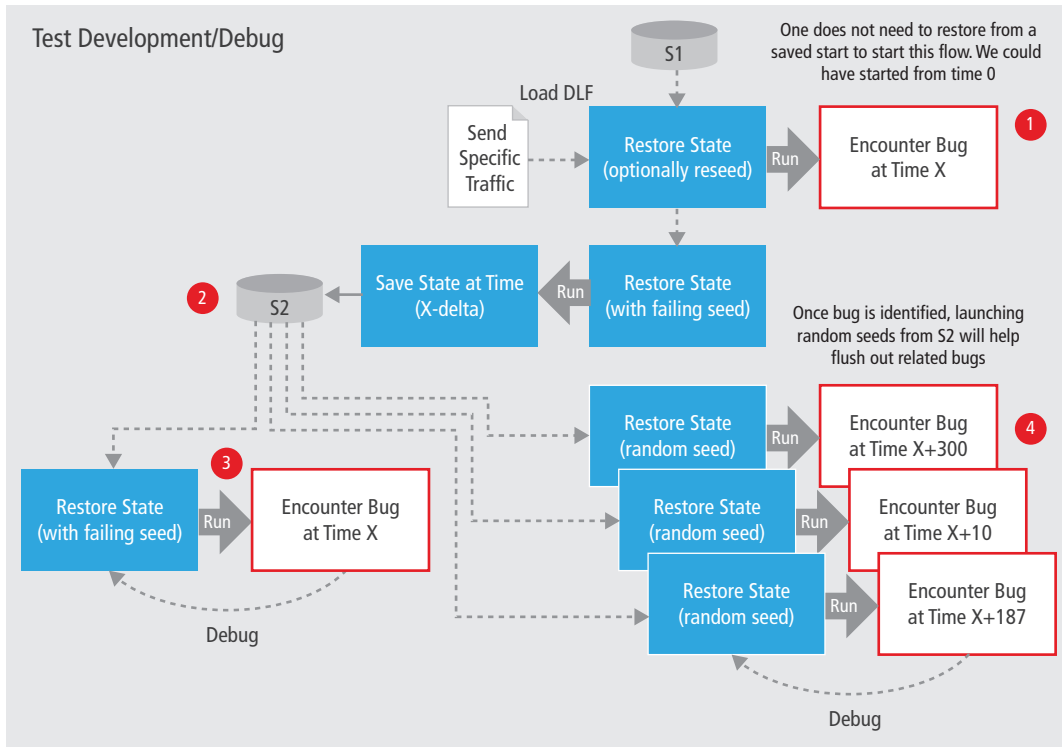 Test Development/Debug
S1
One does not need to restore from a
saved start to start this flow. We could
have started from time 0
Load DLF
Send
Specific
Traffic
Restore State
(optionally reseed)
Run
Encounter Bug
at Time X
1
2
S2
Save State at Time
(X-delta)
Run
Restore State
(with failing seed)
Once bug is identified, launching
random seeds from S2 will help
flush out related bugs
Restore State
(random seed)
Run
Encounter Bug
at Time X+300
4
3
Restore State
(with failing seed)
Run
Encounter Bug
at Time X
Debug
Restore State
(random seed)
Run
Encounter Bug
at Time X+10
Restore State
(random seed)
Run
Encounter Bug
at Time X+187
Debug